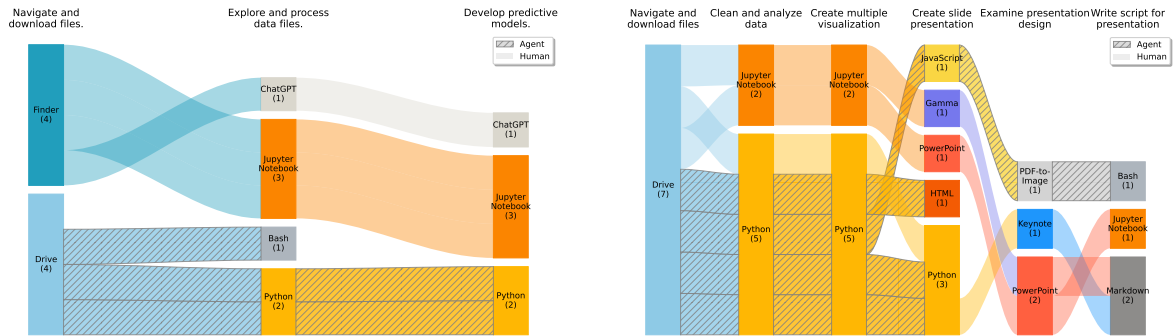 Navigate and
download files.
Explore and process
data files.
Develop predictive
models.
Agent
Human
Finder
(4)
Drive
(4)
ChatGPT
(1)
Jupyter
Notebook
(3)
Bash
(1)
Python
(2)
ChatGPT
(1)
Jupyter
Notebook
(3)
Python
(2)
Navigate and
download files
Clean and analyze
data
Create multiple
visualization
Create slide
presentation
Examine presentation
design
Write script for
presentation
Agent
Human
Drive
(7)
Jupyter
Notebook
(2)
Python
(5)
Jupyter
Notebook
(2)
Python
(5)
JavaScript
(1)
Gamma
(1)
PowerPoint
(1)
HTML
(1)
Python
(3)
PDF-to-
Image
(1)
Keynote
(1)
PowerPoint
(2)
Bash
(1)
Jupyter
Notebook
(1)
Markdown
(2)